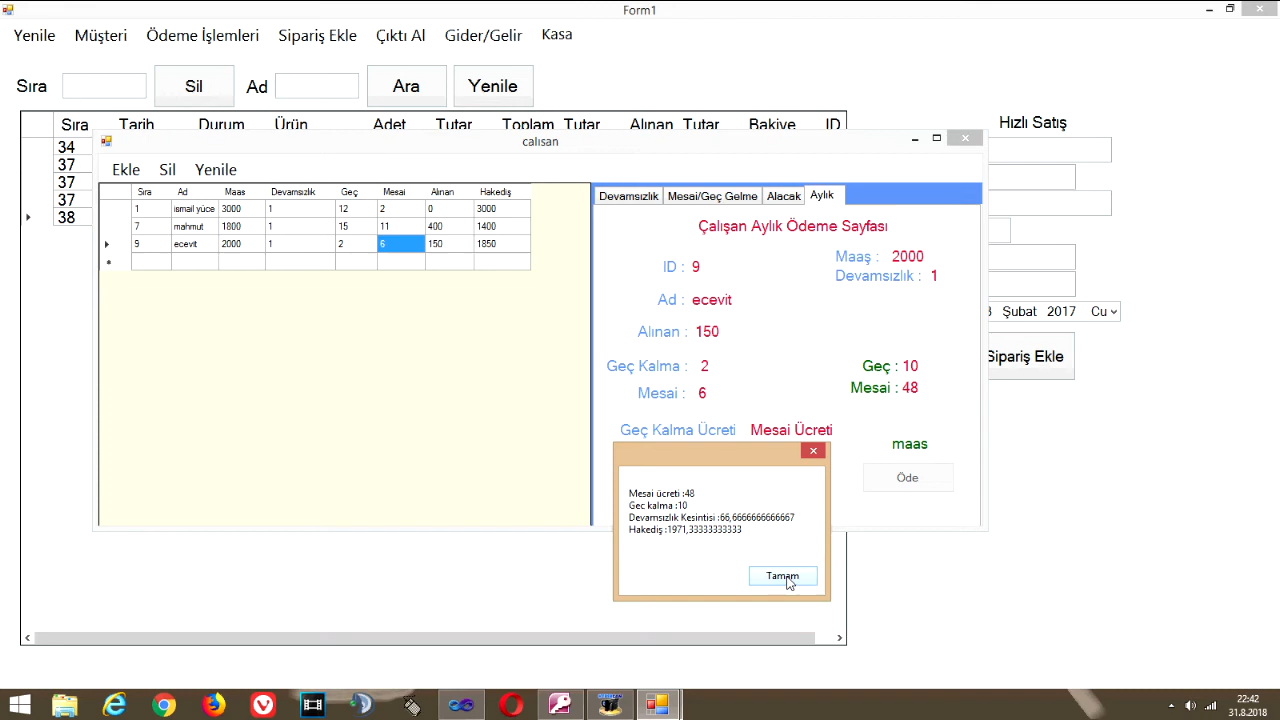 Form1
Yenile Müşteri Ödeme İşlemleri Sipariş Ekle Çıktı Al Gider/Gelir Kasa
Sıra Sil Ad Ara Yenile
Sıra Tarih Durum Ürün Adet Tutar Toplam Tutar Alınan Tutar Bakiye ID
34
37
37
37
38
Hızlı Satış
Şubat 2017 Cu
Sipariş Ekle
calısan
Ekle Sil Yenile
Sıra Ad Maas Devamsızlık Geç Mesai Alınan Hakediş
1 ismail yüce 3000 1 12 2 0 3000
7 mahmut 1800 1 15 11 400 1400
9 ecevit 2000 1 2 6 150 1850
Devamsızlık Mesai/Geç Gelme Alacak Aylık
Çalışan Aylık Ödeme Sayfası
ID : 9
Maaş : 2000
Devamsızlık : 1
Ad : ecevit
Alınan : 150
Geç Kalma : 2
Geç : 10
Mesai : 6
Mesai : 48
Geç Kalma Ücreti Mesai Ücreti
maas
Öde
Mesai ücreti :48
Gec kalma :10
Devamsızlık Kesintisi :66,6666666666667
Hakediş :1971,33333333333
Tamam
22:42
31.8.2018